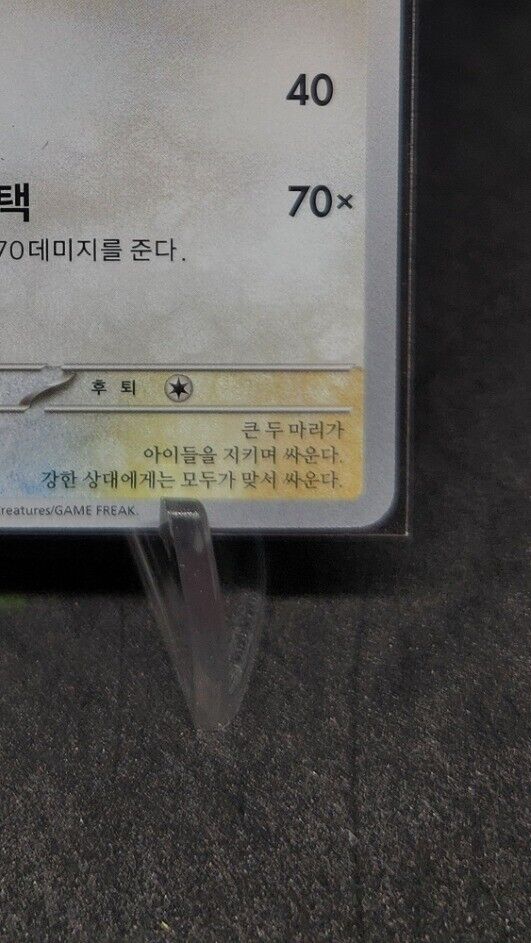 40
택 70×
70데미지를 준다.
후퇴
큰 두 마리가
아이들을 지키며 싸운다.
강한 상대에게는 모두가 맞서 싸운다.
reatures/GAME FREAK.